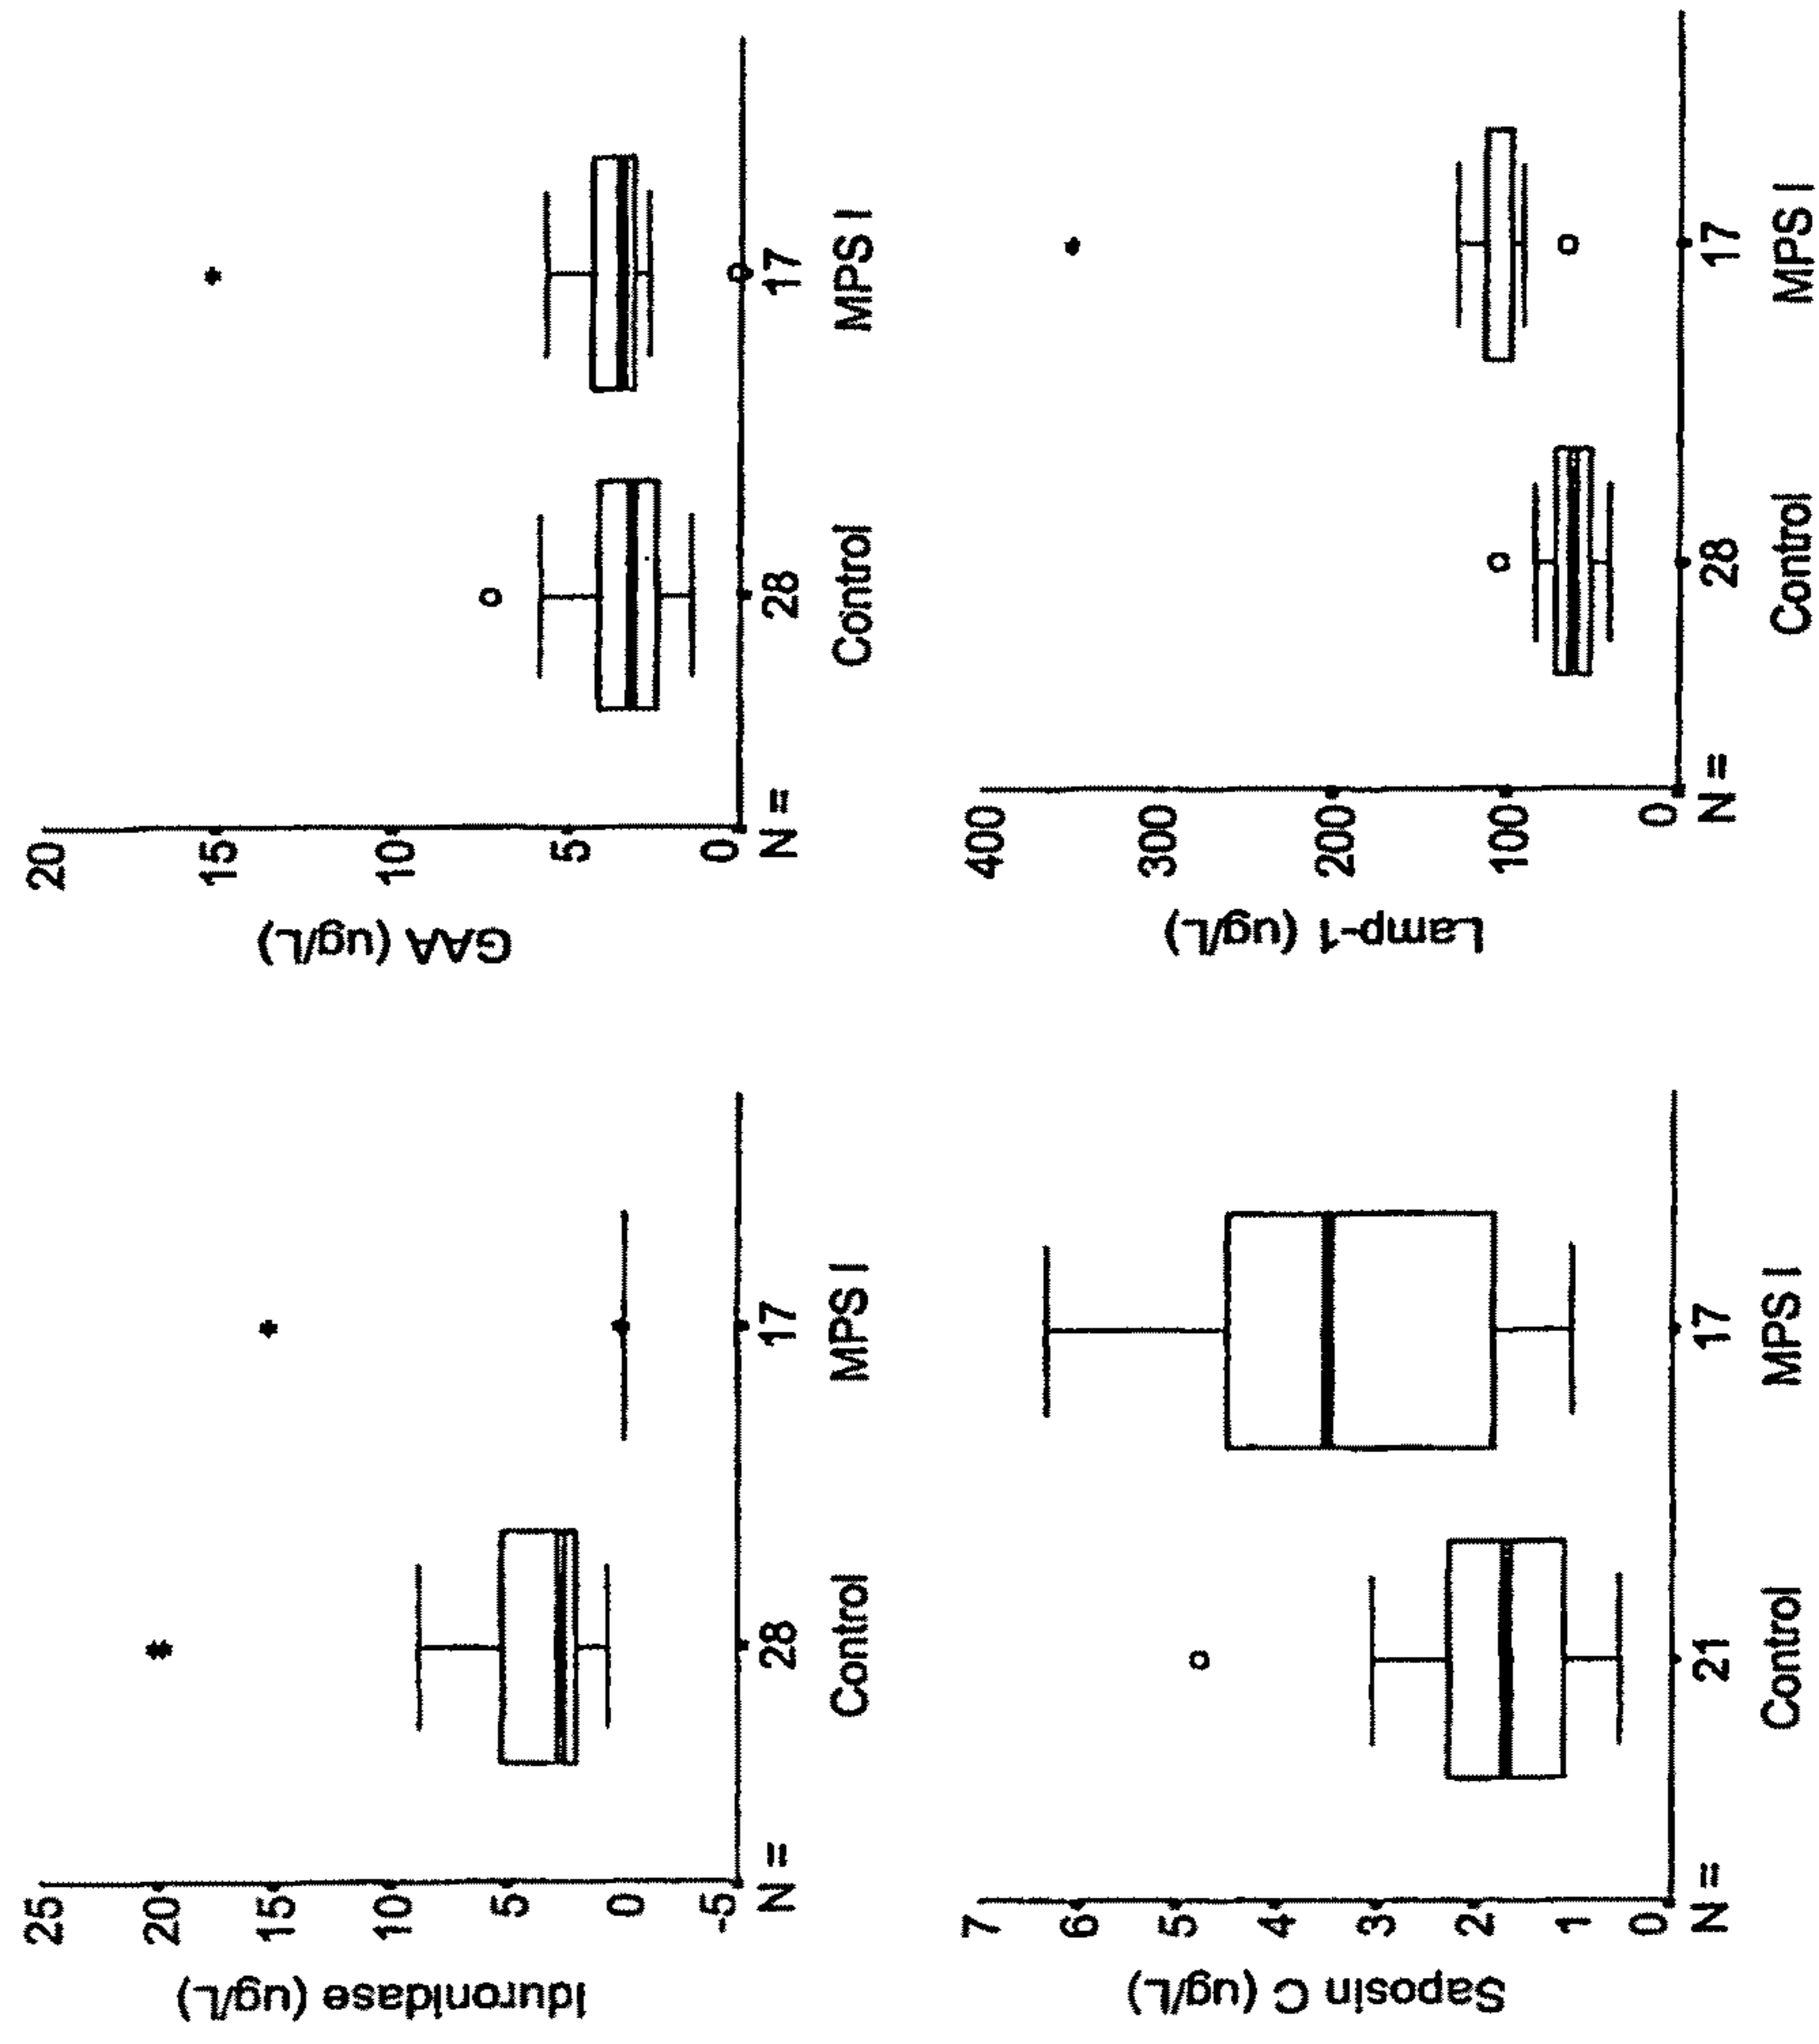 Iduronidase (ug/L)
25
20
15
10
5
0
-5
N = 28 17
Control MPS I
GAA (ug/L)
20
15
10
5
0
N = 28 17
Control MPS I
Saposin C (ug/L)
7
6
5
4
3
2
1
0
N = 21 17
Control MPS I
Lamp-1 (ug/L)
400
300
200
100
0
N = 28 17
Control MPS I